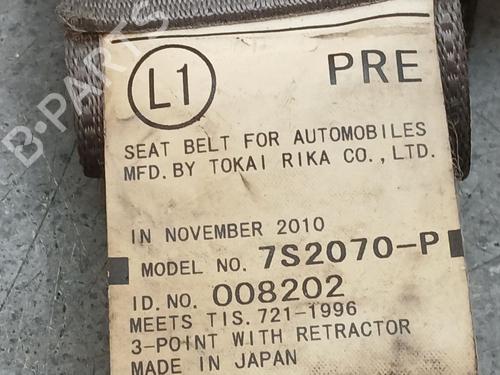 L1
PRE
SEAT BELT FOR AUTOMOBILES
MFD. BY TOKAI RIKA CO., LTD.
IN NOVEMBER 2010
MODEL NO. 7S2070-P
ID. NO. 008202
MEETS TIS. 721-1996
3-POINT WITH RETRACTOR
MADE IN JAPAN
B-PARTS